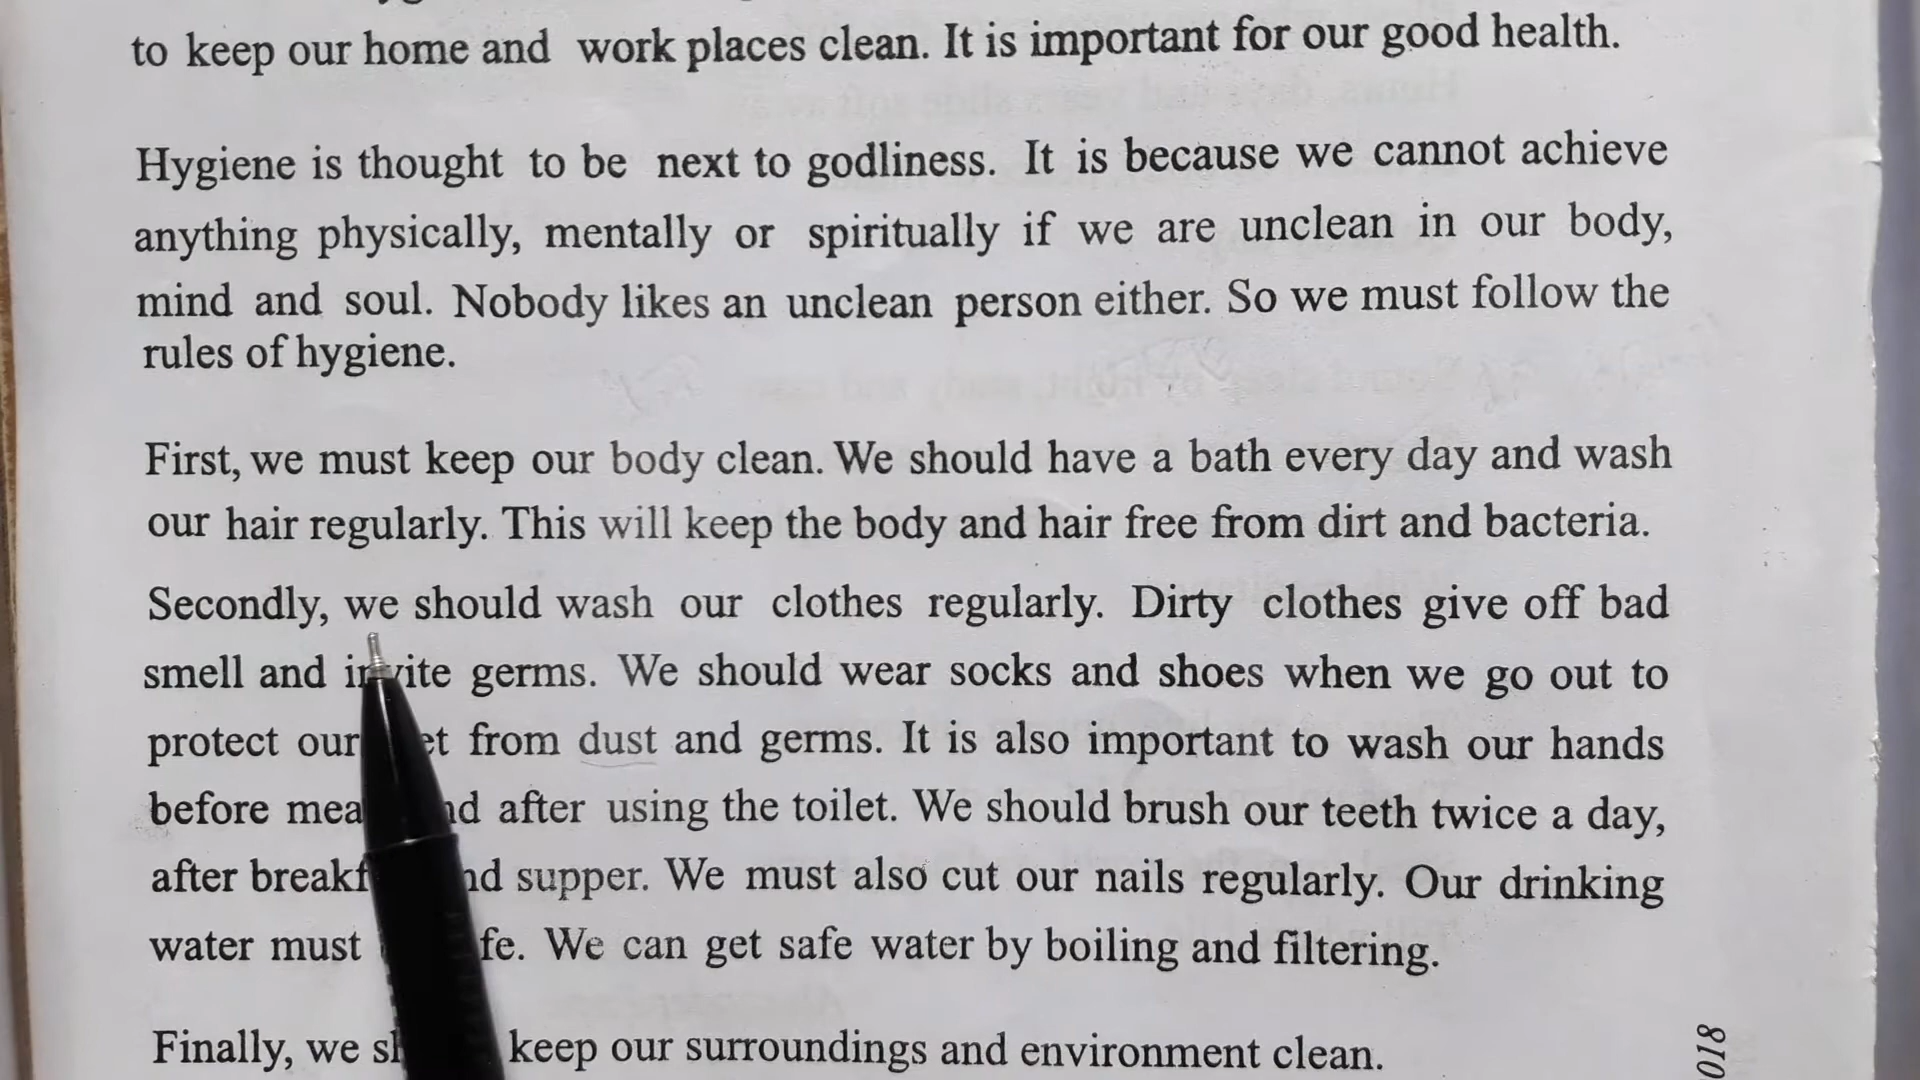 to keep our home and work places clean. It is important for our good health.
Hygiene is thought to be next to godliness. It is because we cannot achieve
anything physically, mentally or spiritually if we are unclean in our body,
mind and soul. Nobody likes an unclean person either. So we must follow the
rules of hygiene.
First, we must keep our body clean. We should have a bath every day and wash
our hair regularly. This will keep the body and hair free from dirt and bacteria.
Secondly, we should wash our clothes regularly. Dirty clothes give off bad
smell and invite germs. We should wear socks and shoes when we go out to
protect our from dust and germs. It is also important to wash our hands
before after using the toilet. We should brush our teeth twice a day,
after supper. We must also cut our nails regularly. Our drinking
water must We can get safe water by boiling and filtering.
Finally, we keep our surroundings and environment clean.
018